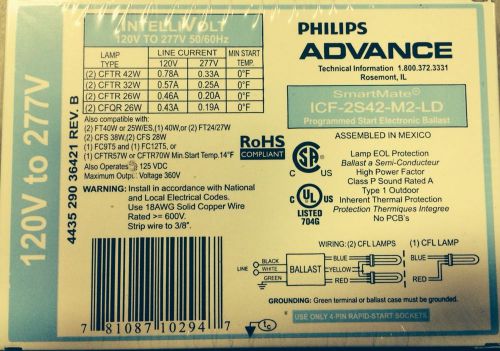 120V to 277V
4435 290 36421 REV. B
INTELLIVOLT
120V TO 277V 50/60Hz
LAMP TYPE LINE CURRENT MIN START TEMP.
120V 277V
(2) CFTR 42W 0.78A 0.33A 0°F
(2) CFTR 32W 0.57A 0.25A 0°F
(2) CFTR 26W 0.46A 0.20A 0°F
(2) CFQR 26W 0.43A 0.19A 0°F
Also compatible with:
(2) FT40W or 25W/ES,(1) 40W,or (2) FT24/27W
(2) CFS 38W,(2) CFS 28W
(1) FC9T5 and (1) FC12T5, or
(1) CFTR57W or CFTR70W Min.Start Temp.14°F
Also Operates @ 125 VDC
Maximum Output Voltage 360V
WARNING: Install in accordance with National
and Local Electrical Codes.
Use 18AWG Solid Copper Wire
Rated >= 600V.
Strip wire to 3/8".
7 81087 10294 7
RoHS
COMPLIANT
PHILIPS
ADVANCE
Technical Information 1.800.372.3331
Rosemont, IL
SmartMate®
ICF-2S42-M2-LD
Programmed Start Electronic Ballast
ASSEMBLED IN MEXICO
Lamp EOL Protection
Ballast a Semi-Conducteur
High Power Factor
Class P Sound Rated A
Type 1 Outdoor
Inherent Thermal Protection
Protection Thermiques Integree
No PCB's
SA
®
C UL US
LISTED
704G
WIRING: (2) CFL LAMPS (1) CFL LAMP
LINE
BLACK
WHITE
GREEN
BALLAST
BLUE
YELLOW
RED
BLUE
RED
GROUNDING: Green terminal or ballast case must be grounded.
tc
USE ONLY 4-PIN RAPID-START SOCKETS